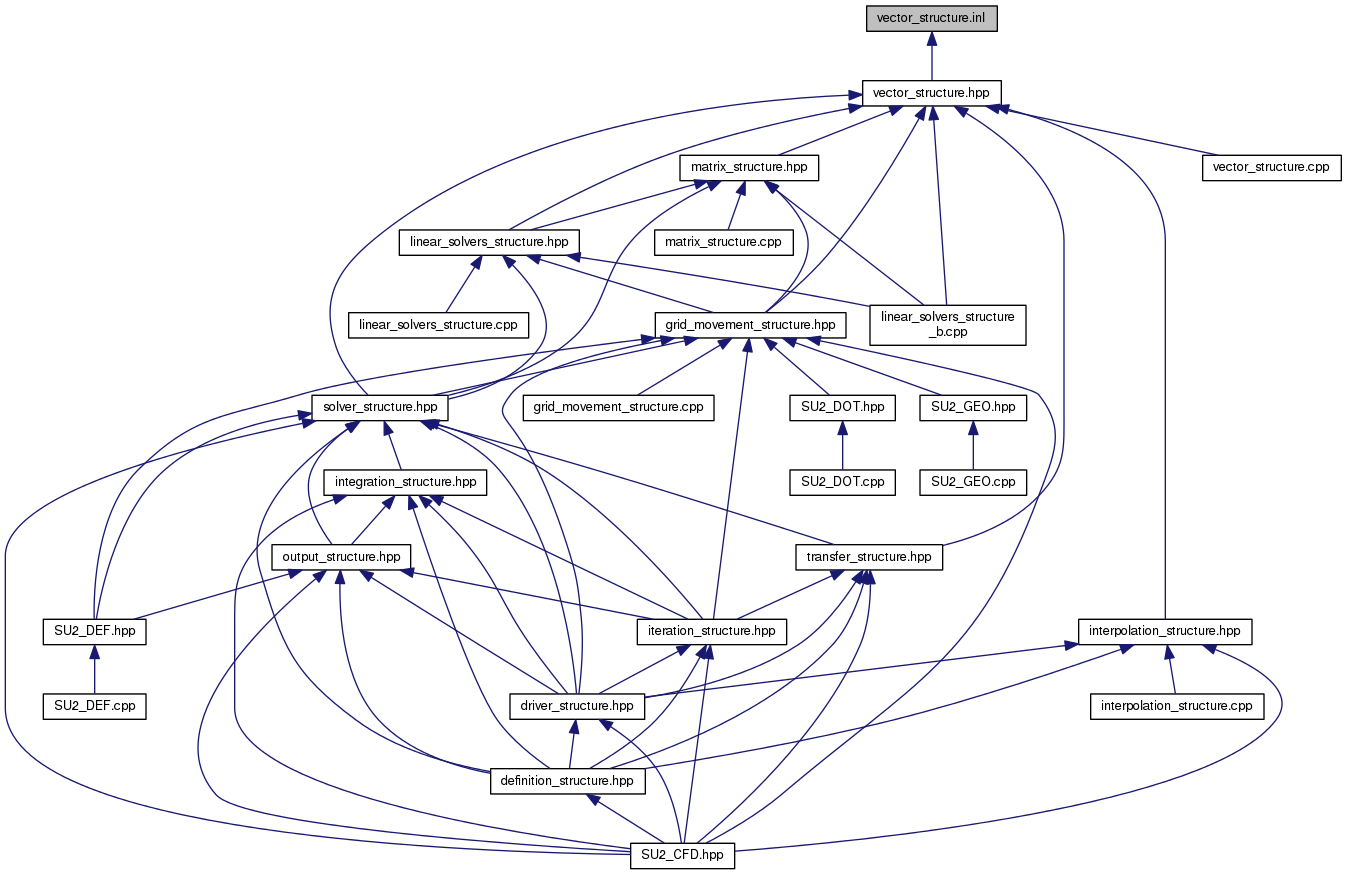 vector_structure.inl
vector_structure.hpp
matrix_structure.hpp
vector_structure.cpp
linear_solvers_structure.hpp
matrix_structure.cpp
linear_solvers_structure.cpp
grid_movement_structure.hpp
linear_solvers_structure
_b.cpp
solver_structure.hpp
grid_movement_structure.cpp
SU2_DOT.hpp
SU2_GEO.hpp
integration_structure.hpp
SU2_DOT.cpp
SU2_GEO.cpp
output_structure.hpp
transfer_structure.hpp
SU2_DEF.hpp
iteration_structure.hpp
interpolation_structure.hpp
SU2_DEF.cpp
driver_structure.hpp
interpolation_structure.cpp
definition_structure.hpp
SU2_CFD.hpp